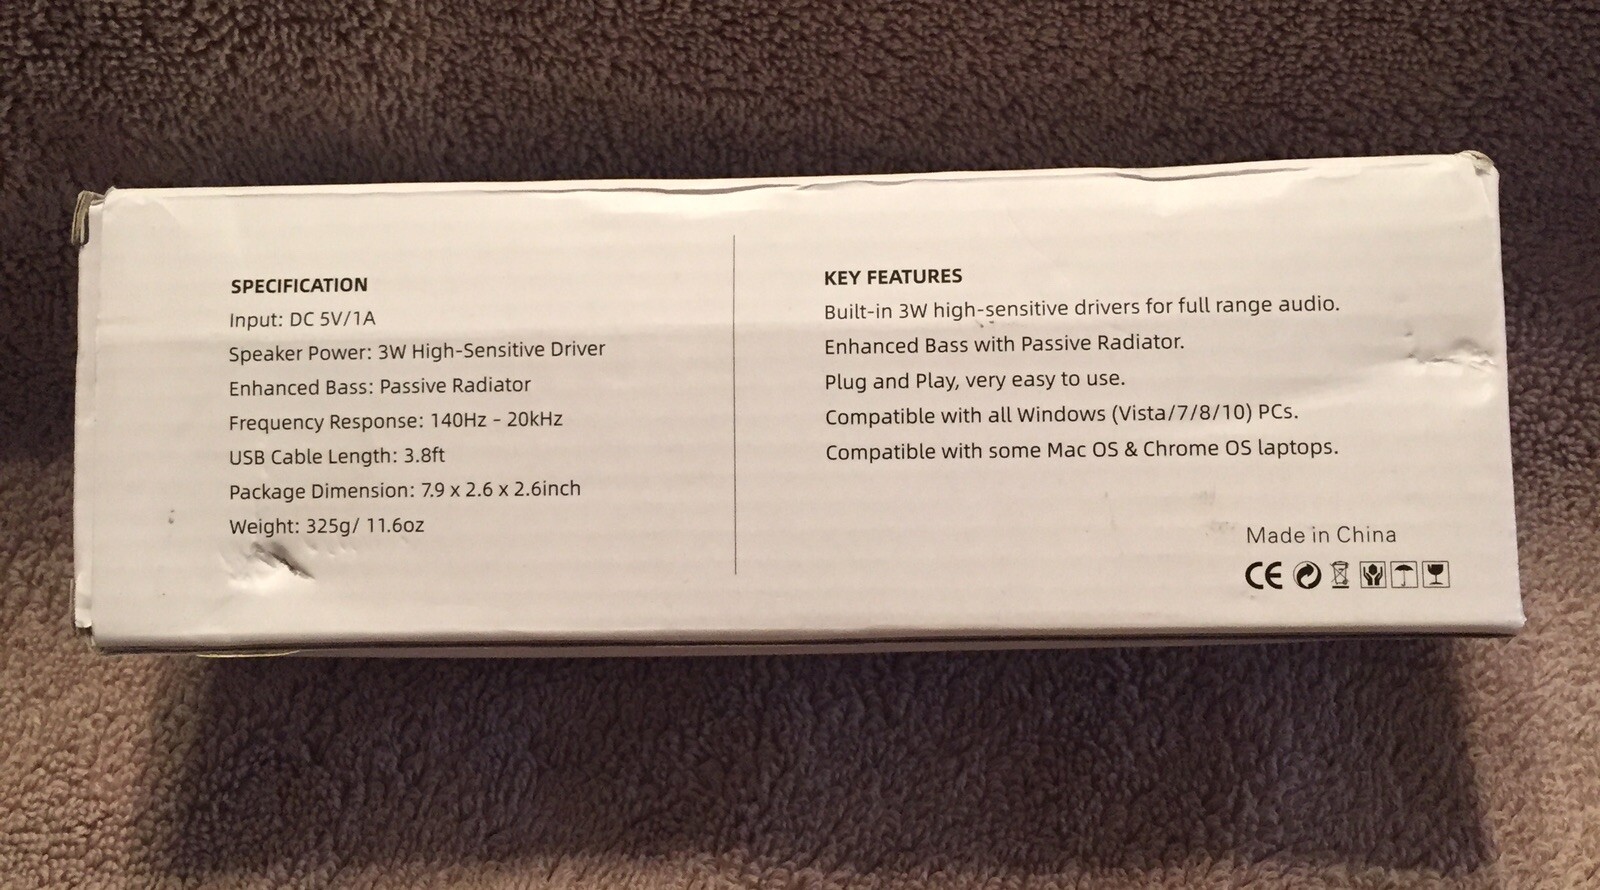 SPECIFICATION
Input: DC 5V/1A
Speaker Power: 3W High-Sensitive Driver
Enhanced Bass: Passive Radiator
Frequency Response: 140Hz - 20kHz
USB Cable Length: 3.8ft
Package Dimension: 7.9 x 2.6 x 2.6inch
Weight: 325g/ 11.6oz
KEY FEATURES
Built-in 3W high-sensitive drivers for full range audio.
Enhanced Bass with Passive Radiator.
Plug and Play, very easy to use.
Compatible with all Windows (Vista/7/8/10) PCs.
Compatible with some Mac OS & Chrome OS laptops.
Made in China
CE